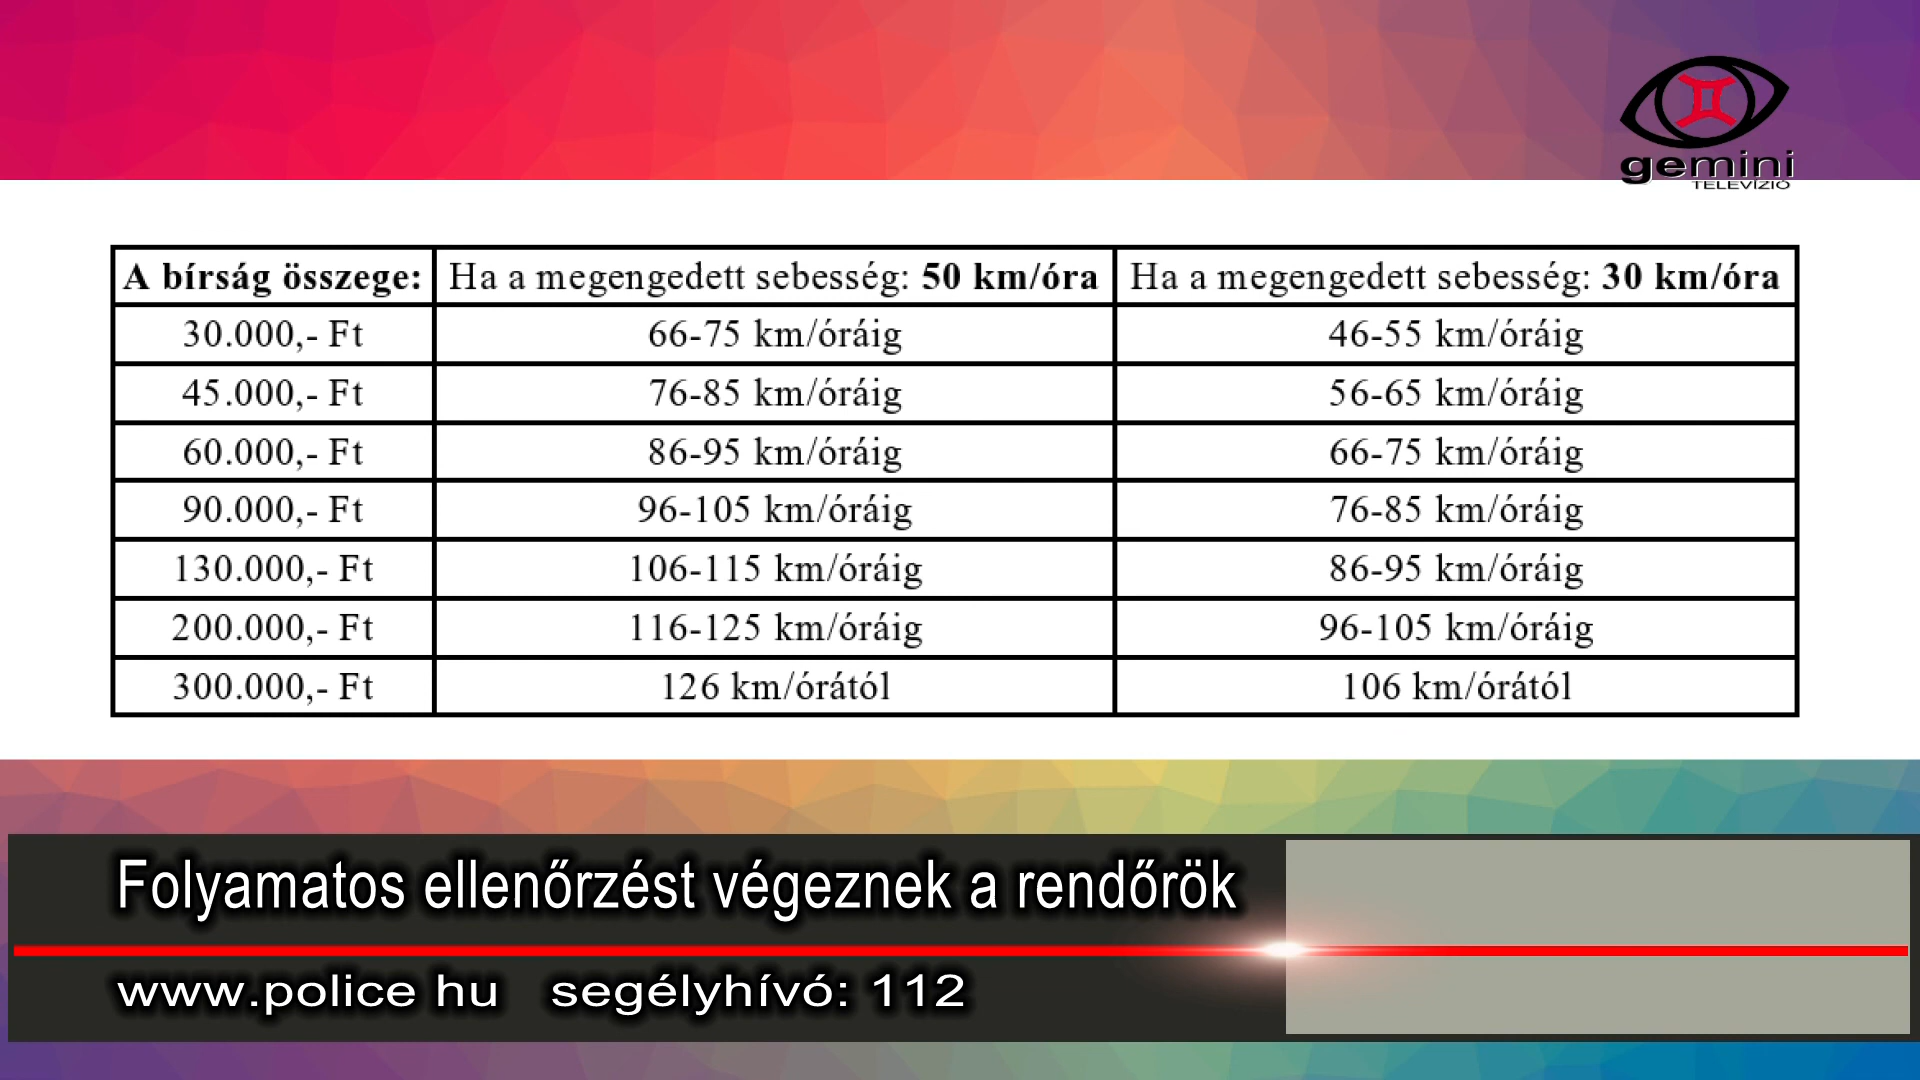 gemini
TELEVÍZIÓ
A bírság összege: Ha a megengedett sebesség: 50 km/óra Ha a megengedett sebesség: 30 km/óra
30.000,- Ft 66-75 km/óráig 46-55 km/óráig
45.000,- Ft 76-85 km/óráig 56-65 km/óráig
60.000,- Ft 86-95 km/óráig 66-75 km/óráig
90.000,- Ft 96-105 km/óráig 76-85 km/óráig
130.000,- Ft 106-115 km/óráig 86-95 km/óráig
200.000,- Ft 116-125 km/óráig 96-105 km/óráig
300.000,- Ft 126 km/órától 106 km/órától
Folyamatos ellenőrzést végeznek a rendőrök
www.police hu segélyhívó: 112